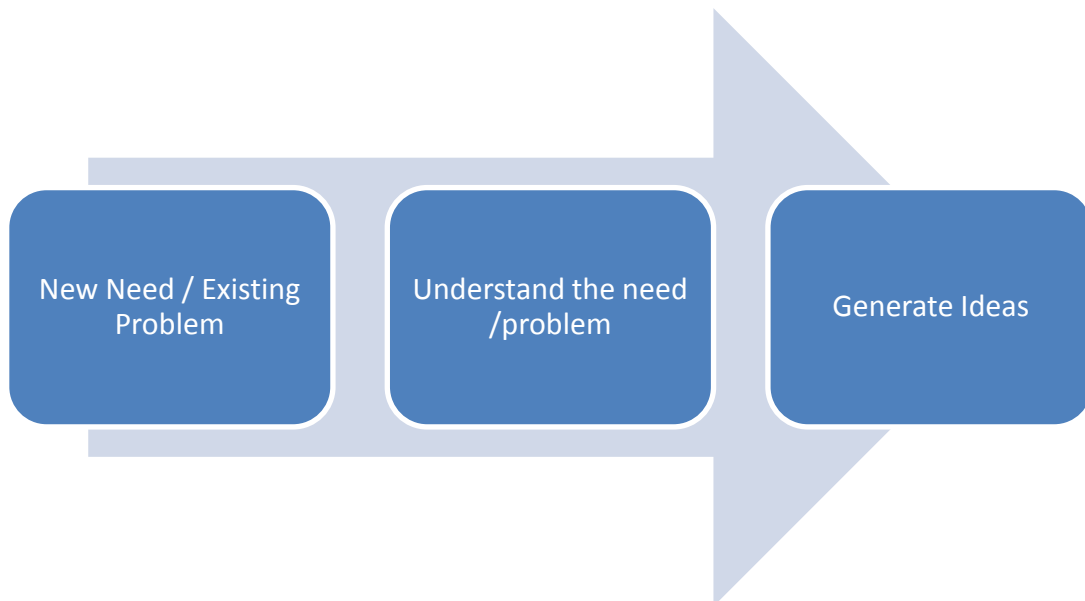 New Need / Existing
Problem
Understand the need
/problem
Generate Ideas